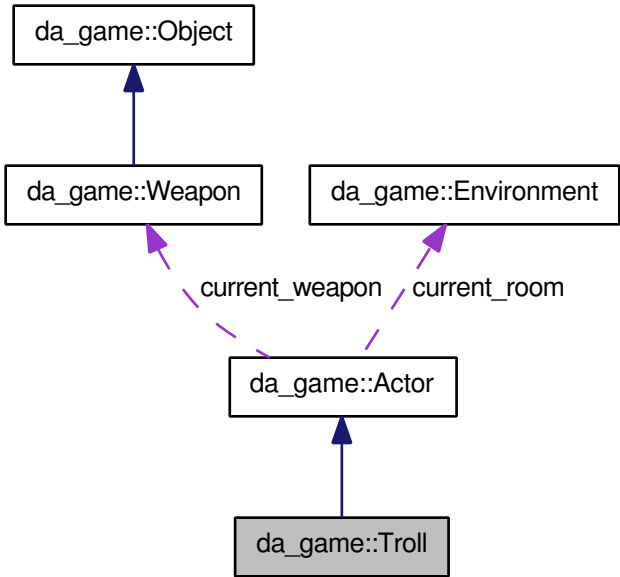 da_game::Object
da_game::Weapon
da_game::Environment
current_weapon
current_room
da_game::Actor
da_game::Troll